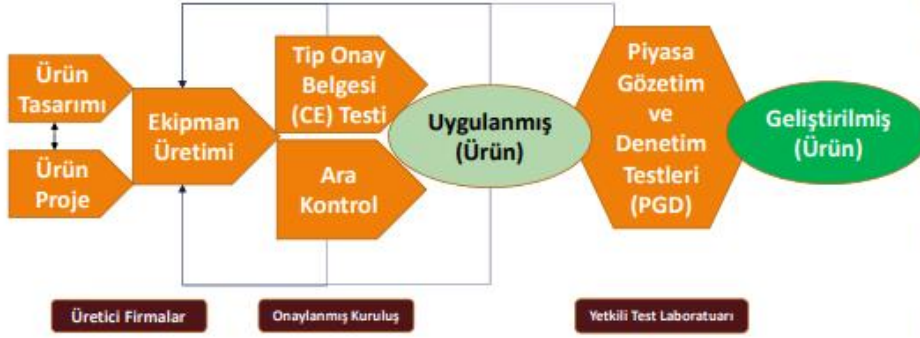 Ürün
Tasarımı
Ürün
Proje
Ekipman
Üretimi
Tip Onay
Belgesi
(CE) Testi
Ara
Kontrol
Uygulanmış
(Ürün)
Piyasa
Gözetim
ve
Denetim
Testleri
(PGD)
Geliştirilmiş
(Ürün)
Üretici Firmalar
Onaylanmış Kuruluş
Yetkili Test Laboratuarı